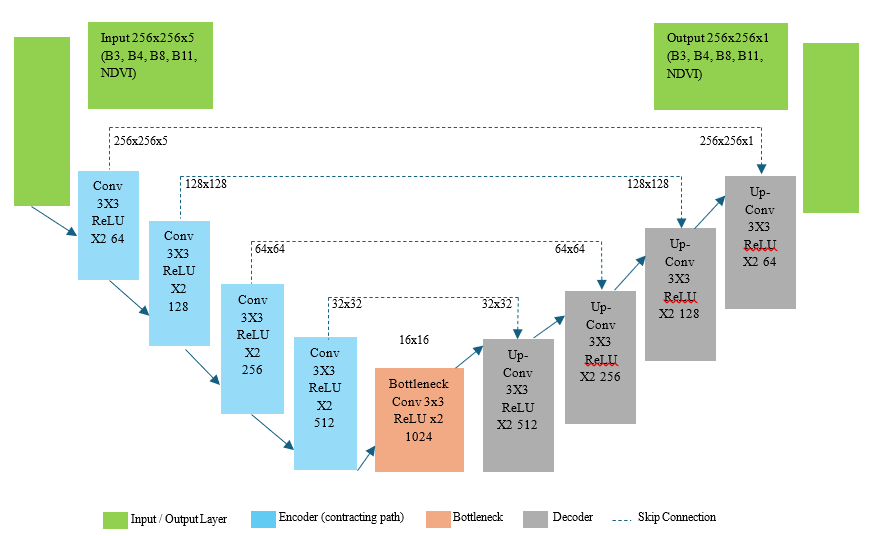 Input 256x256x5
(B3, B4, B8, B11,
NDVI)
Output 256x256x1
(B3, B4, B8, B11,
NDVI)
256x256x5
256x256x1
128x128
128x128
64x64
64x64
32x32
32x32
16x16
Conv
3X3
ReLU
X2 64
Conv
3X3
ReLU
X2
128
Conv
3X3
ReLU
X2
256
Conv
3X3
ReLU
X2
512
Bottleneck
Conv 3x3
ReLU x2
1024
Up-
Conv
3X3
ReLU
X2 512
Up-
Conv
3X3
ReLU
X2 256
Up-
Conv
3X3
ReLU
X2 128
Up-
Conv
3X3
ReLU
X2 64
Input / Output Layer
Encoder (contracting path)
Bottleneck
Decoder
Skip Connection